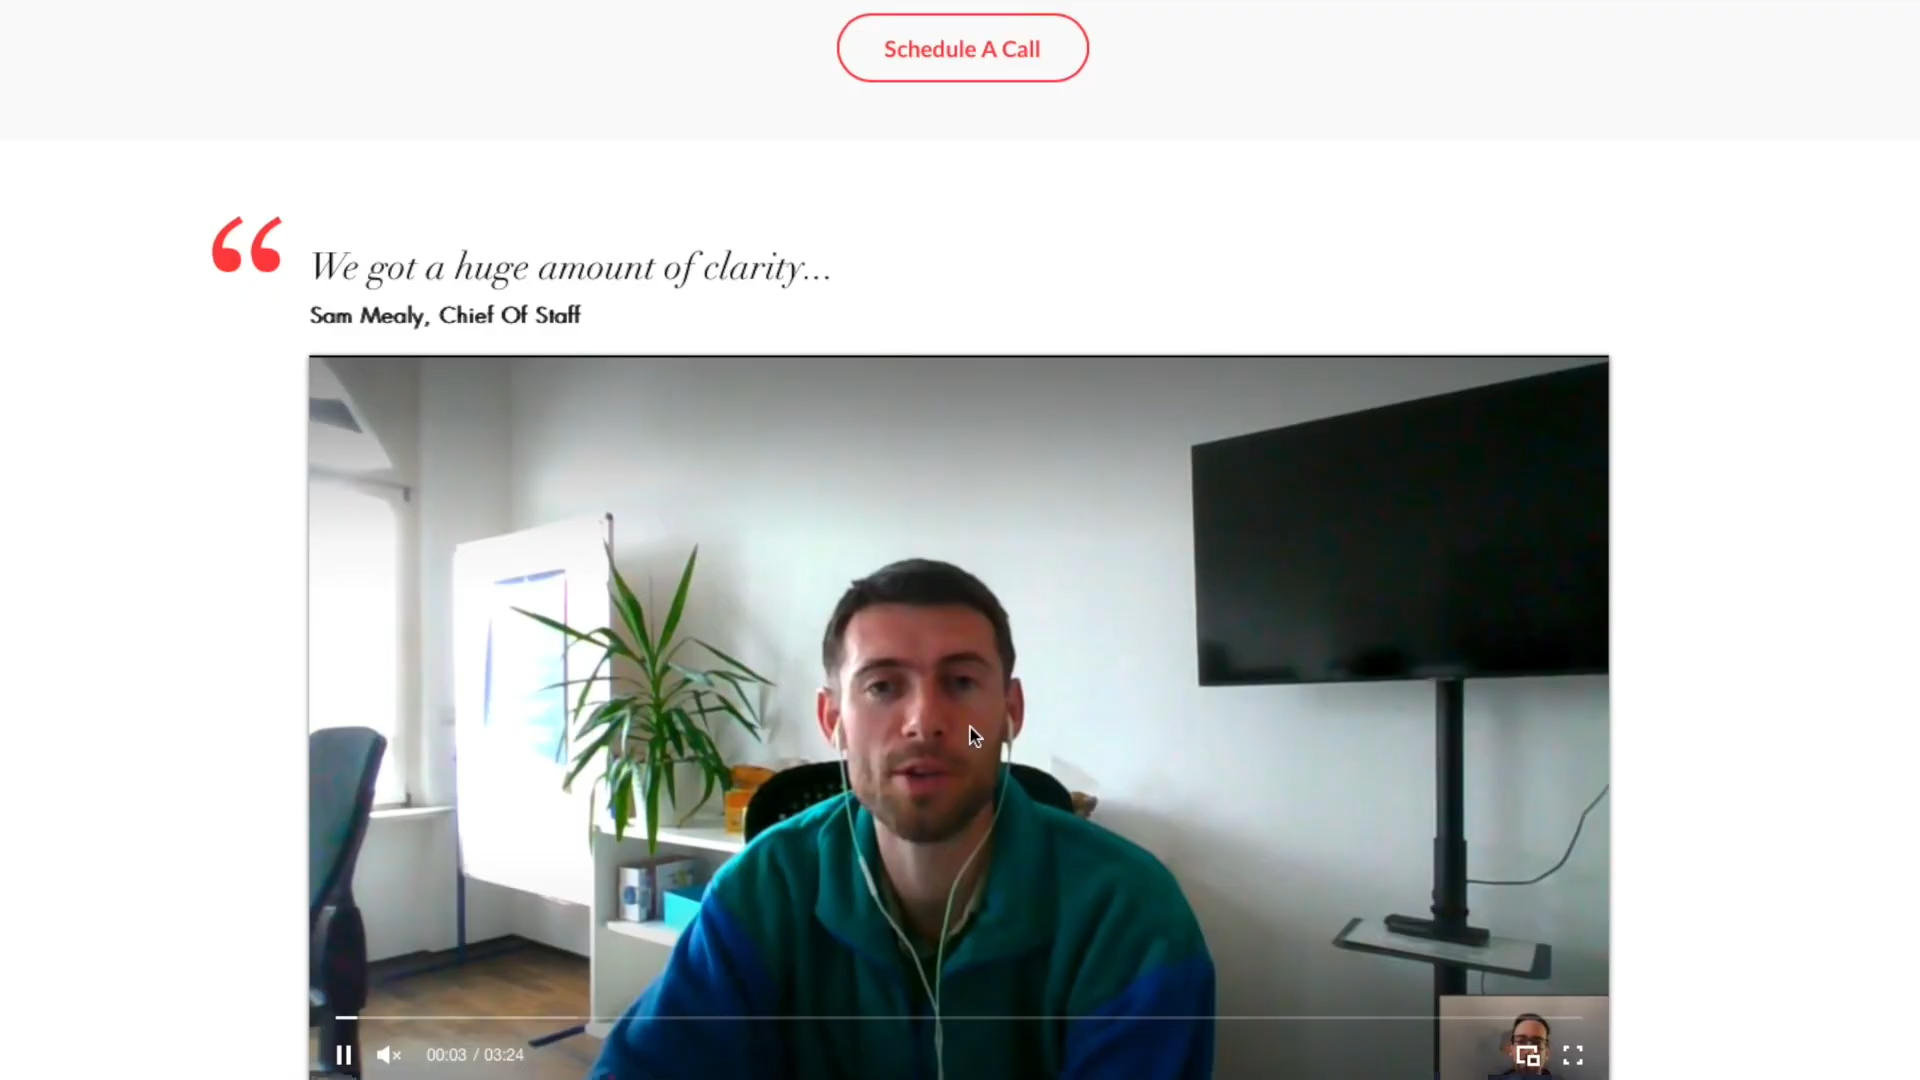 Schedule A Call
“
We got a huge amount of clarity...
Sam Mealy, Chief Of Staff
00:03 / 03:24